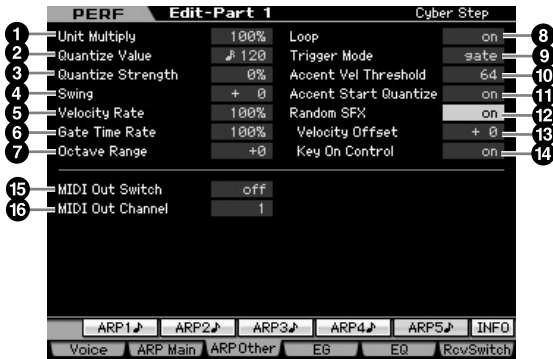 PERF Edit-Part 1 Cyber Step
1 Unit Multiply 100% Loop on 8
2 Quantize Value ♪ 120 Trigger Mode gate 9
3 Quantize Strength 0% Accent Vel Threshold 64 10
4 Swing + 0 Accent Start Quantize on 11
5 Velocity Rate 100% Random SFX on 12
6 Gate Time Rate 100% Velocity Offset + 0 13
7 Octave Range +0 Key On Control on 14
15 MIDI Out Switch off
16 MIDI Out Channel 1
ARP1♪ ARP2♪ ARP3♪ ARP4♪ ARP5♪ INFO
Voice ARP Main ARP Other EG EQ RcvSwitch